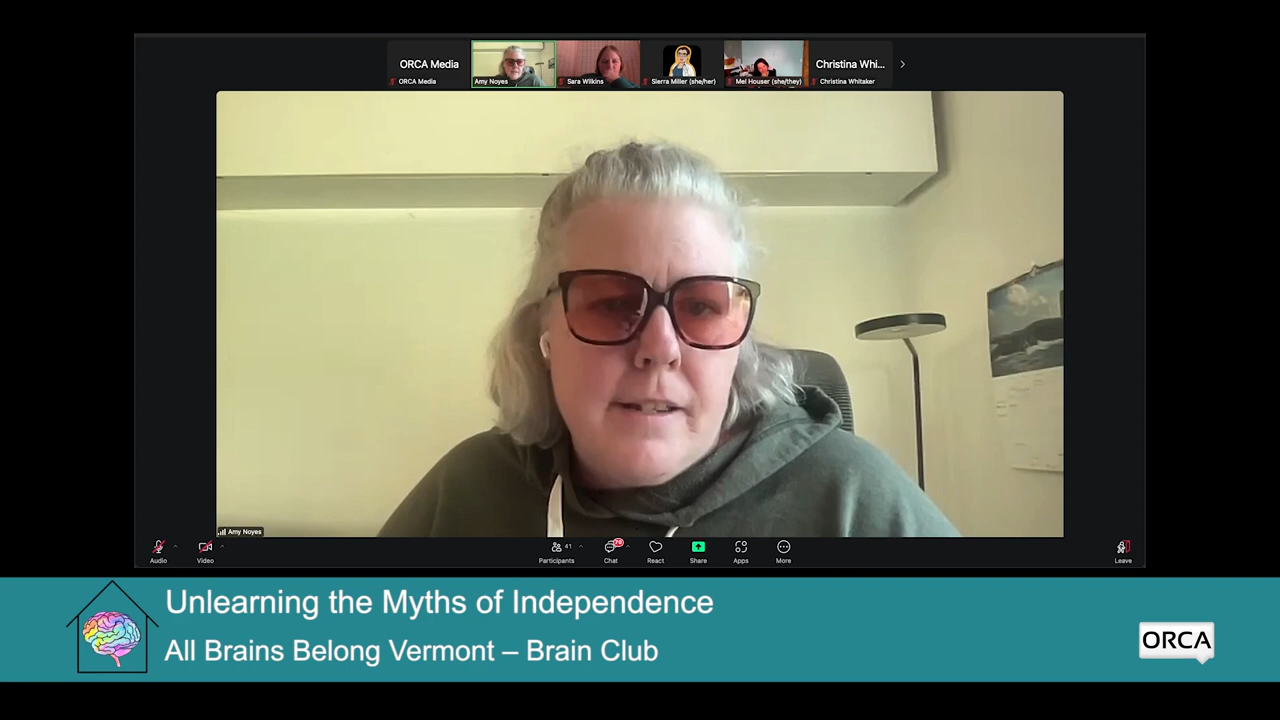 ORCA Media
Christina Whi...
ORCA Media
Amy Noyes
Sara Wilkins
Sierra Miller (she/her)
Mel Houser (she/they)
Christina Whitaker
Amy Noyes
Audio
Video
41
Participants
Chat
React
Share
Apps
More
Leave
Unlearning the Myths of Independence
All Brains Belong Vermont – Brain Club
ORCA